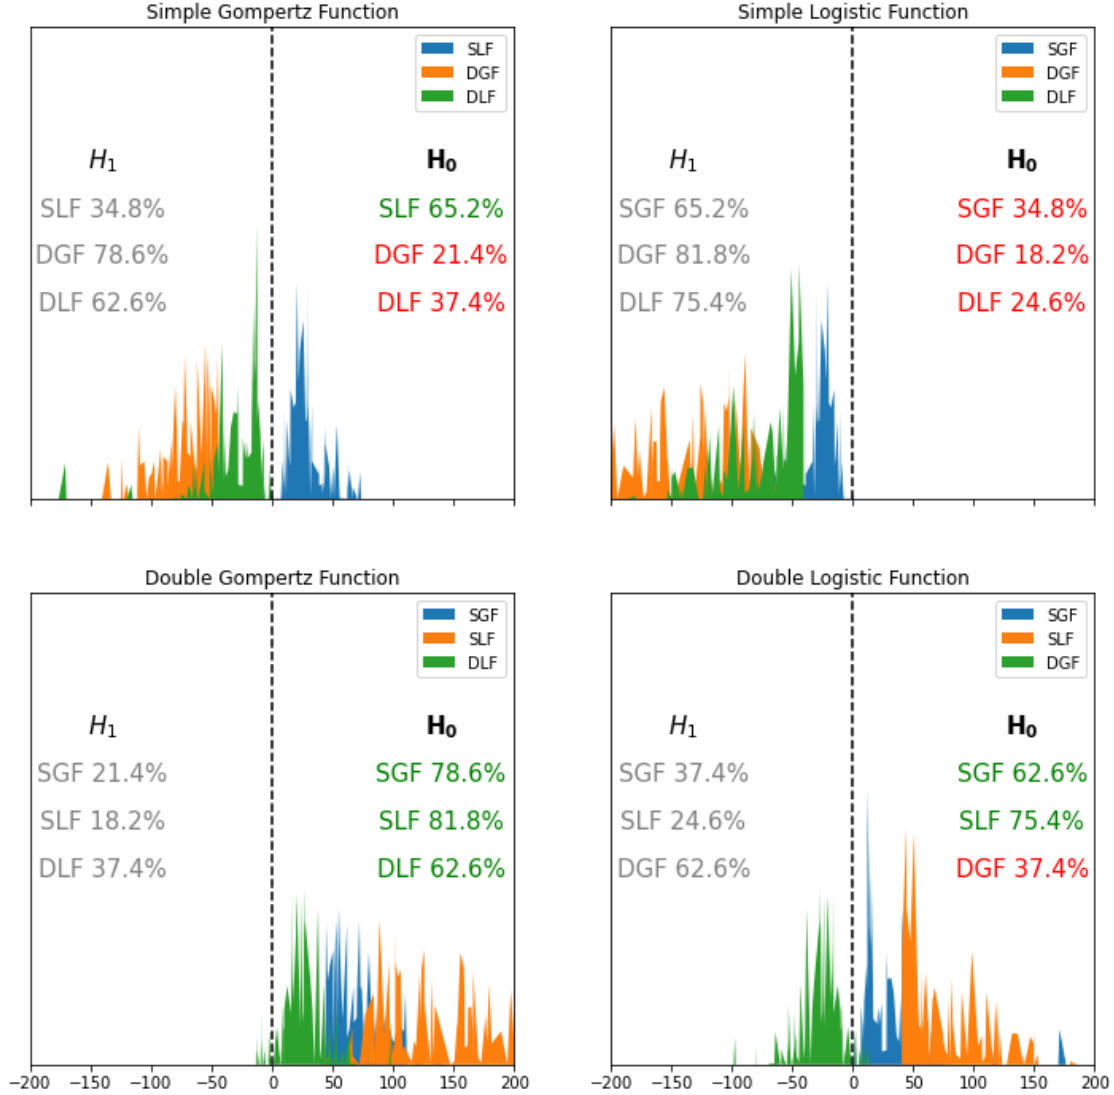 Simple Gompertz Function
SLF
DGF
DLF
H1 H0
SLF 34.8% SLF 65.2%
DGF 78.6% DGF 21.4%
DLF 62.6% DLF 37.4%
Simple Logistic Function
SGF
DGF
DLF
H1 H0
SGF 65.2% SGF 34.8%
DGF 81.8% DGF 18.2%
DLF 75.4% DLF 24.6%
Double Gompertz Function
SGF
SLF
DLF
H1 H0
SGF 21.4% SGF 78.6%
SLF 18.2% SLF 81.8%
DLF 37.4% DLF 62.6%
−200 −150 −100 −50 0 50 100 150 200
Double Logistic Function
SGF
SLF
DGF
H1 H0
SGF 37.4% SGF 62.6%
SLF 24.6% SLF 75.4%
DGF 62.6% DGF 37.4%
−200 −150 −100 −50 0 50 100 150 200